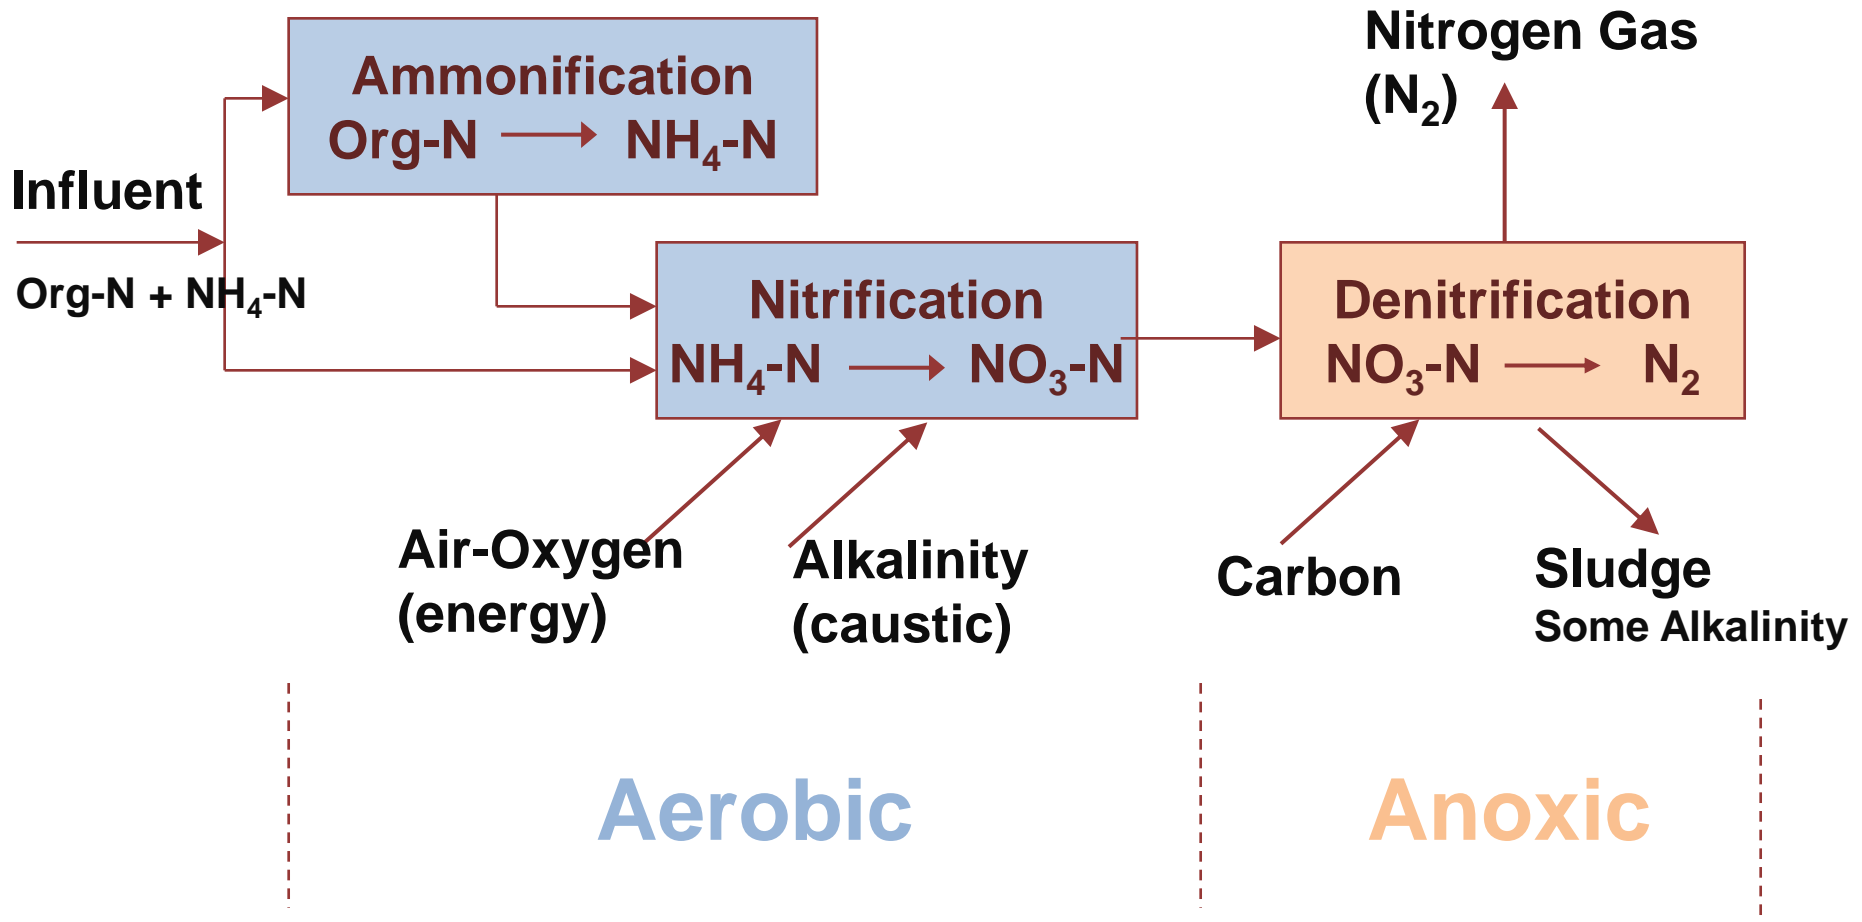 Nitrogen Gas
(N₂)
Ammonification
Org-N NH₄-N
Influent
Org-N + NH₄-N
Nitrification
NH₄-N NO₃-N
Denitrification
NO₃-N N₂
Air-Oxygen
(energy)
Alkalinity
(caustic)
Carbon
Sludge
Some Alkalinity
Aerobic
Anoxic